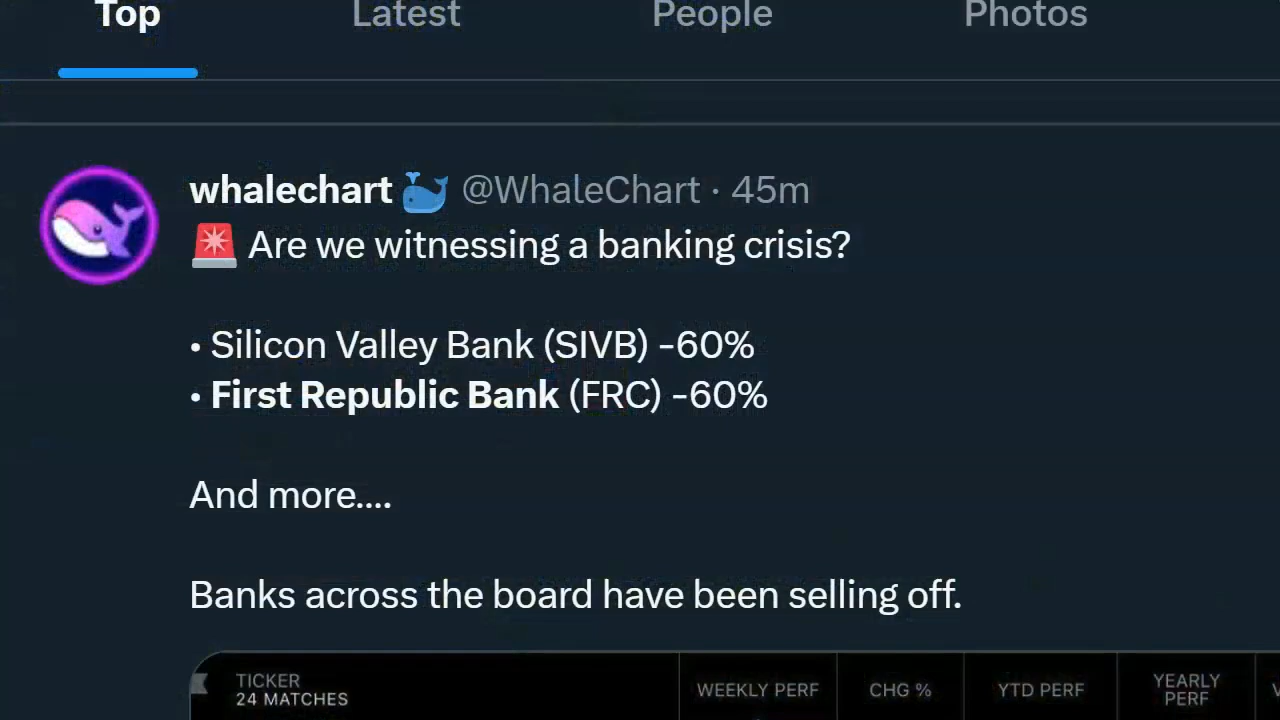 Top Latest People Photos
whalechart 🐳 @WhaleChart · 45m
🚨 Are we witnessing a banking crisis?
• Silicon Valley Bank (SIVB) -60%
• First Republic Bank (FRC) -60%
And more....
Banks across the board have been selling off.
TICKER
24 MATCHES
WEEKLY PERF CHG % YTD PERF YEARLY
PERF